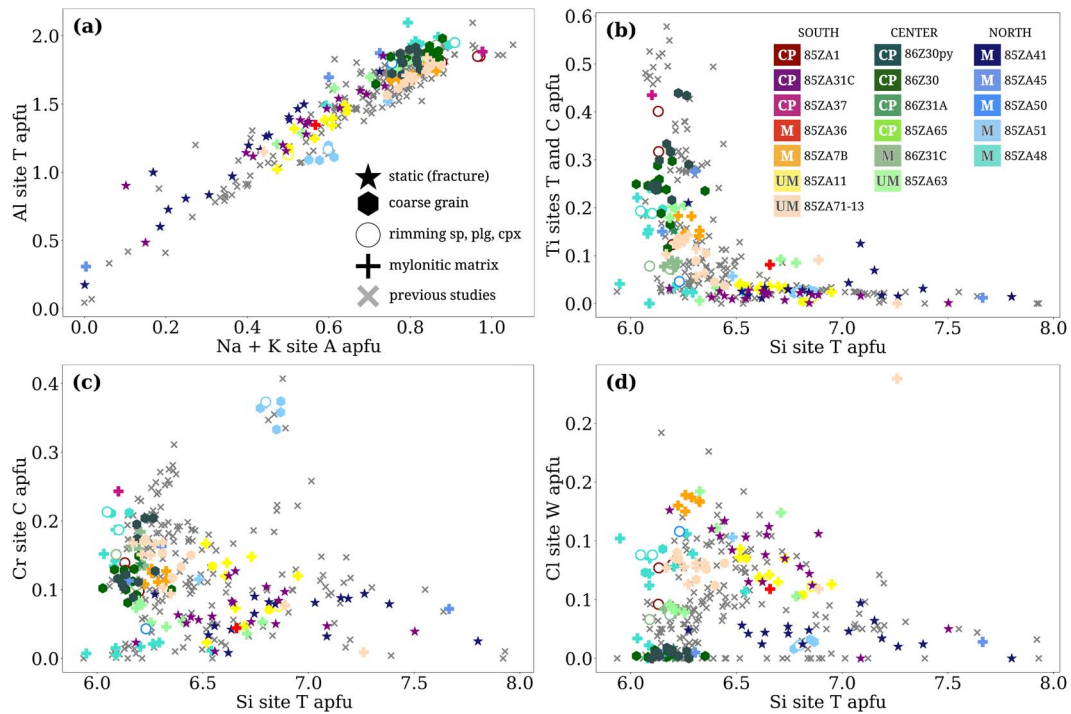 (a)
2.0
1.5
1.0
0.5
0.0
Al site T apfu
0.0 0.2 0.4 0.6 0.8 1.0
Na + K site A apfu
static (fracture)
coarse grain
rimming sp, plg, cpx
mylonitic matrix
previous studies
(b)
0.6
0.5
0.4
0.3
0.2
0.1
0.0
Ti sites T and C apfu
6.0 6.5 7.0 7.5 8.0
Si site T apfu
SOUTH CENTER NORTH
CP 85ZA1 CP 86Z30py M 85ZA41
CP 85ZA31C CP 86Z30 M 85ZA45
CP 85ZA37 CP 86Z31A M 85ZA50
M 85ZA36 CP 85ZA65 M 85ZA51
M 85ZA7B M 86Z31C M 85ZA48
UM 85ZA11 UM 85ZA63
UM 85ZA71-13
(c)
0.4
0.3
0.2
0.1
0.0
Cr site C apfu
6.0 6.5 7.0 7.5 8.0
Si site T apfu
(d)
0.2
0.2
0.1
0.1
0.0
Cl site W apfu
6.0 6.5 7.0 7.5 8.0
Si site T apfu